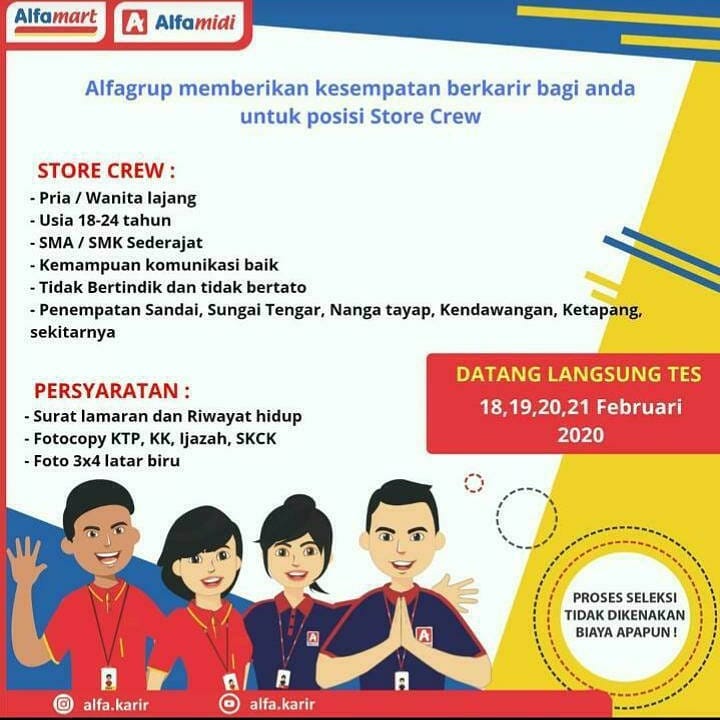 Alfamart
Alfamidi
Alfagrup memberikan kesempatan berkarir bagi anda
untuk posisi Store Crew
STORE CREW :
- Pria / Wanita lajang
- Usia 18-24 tahun
- SMA / SMK Sederajat
- Kemampuan komunikasi baik
- Tidak Bertindik dan tidak bertato
- Penempatan Sandai, Sungai Tengar, Nanga tayap, Kendawangan, Ketapang,
sekitarnya
PERSYARATAN :
- Surat lamaran dan Riwayat hidup
- Fotocopy KTP, KK, Ijazah, SKCK
- Foto 3x4 latar biru
DATANG LANGSUNG TES
18,19,20,21 Februari
2020
PROSES SELEKSI
TIDAK DIKENAKAN
BIAYA APAPUN !
alfa.karir
alfa.karir